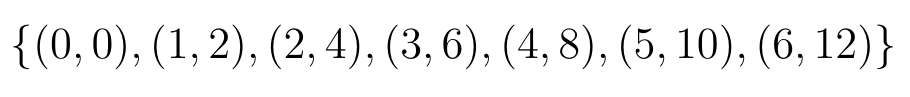 {(0, 0), (1, 2), (2, 4), (3, 6), (4, 8), (5, 10), (6, 12)}